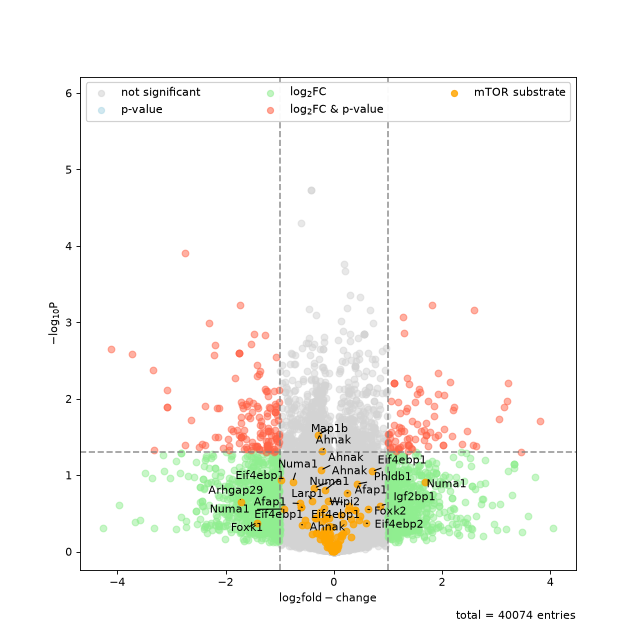 not significant
p-value
log₂FC
log₂FC & p-value
mTOR substrate
−log₁₀P
6
5
4
3
2
1
0
Map1b
Ahnak
Ahnak
Eif4ebp1
Numa1
Ahnak
Eif4ebp1
Phldb1
Numa1
Numa1
Arhgap29
Afap1
Larp1
Igf2bp1
Afap1
Wipi2
Numa1
Foxk2
Eif4ebp1
Eif4ebp1
Foxk1
Ahnak
Eif4ebp2
−4
−2
0
2
4
log₂fold − change
total = 40074 entries